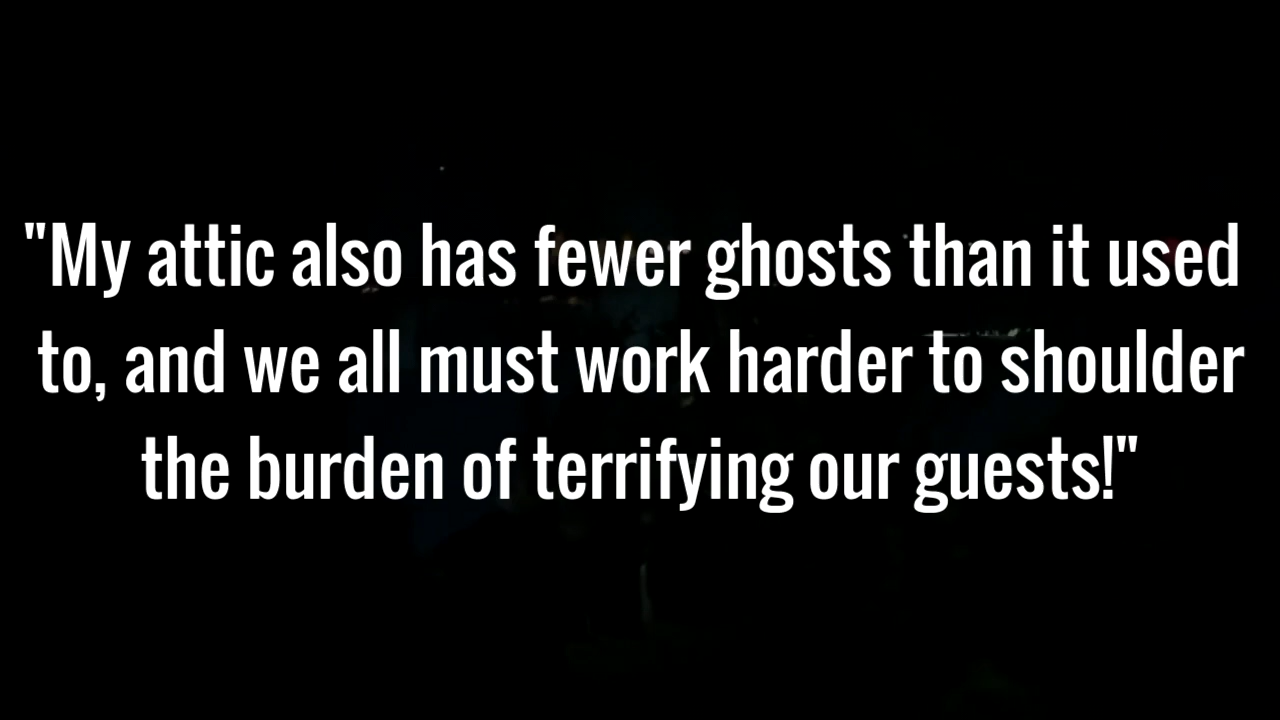 "My attic also has fewer ghosts than it used
to, and we all must work harder to shoulder
the burden of terrifying our guests!"